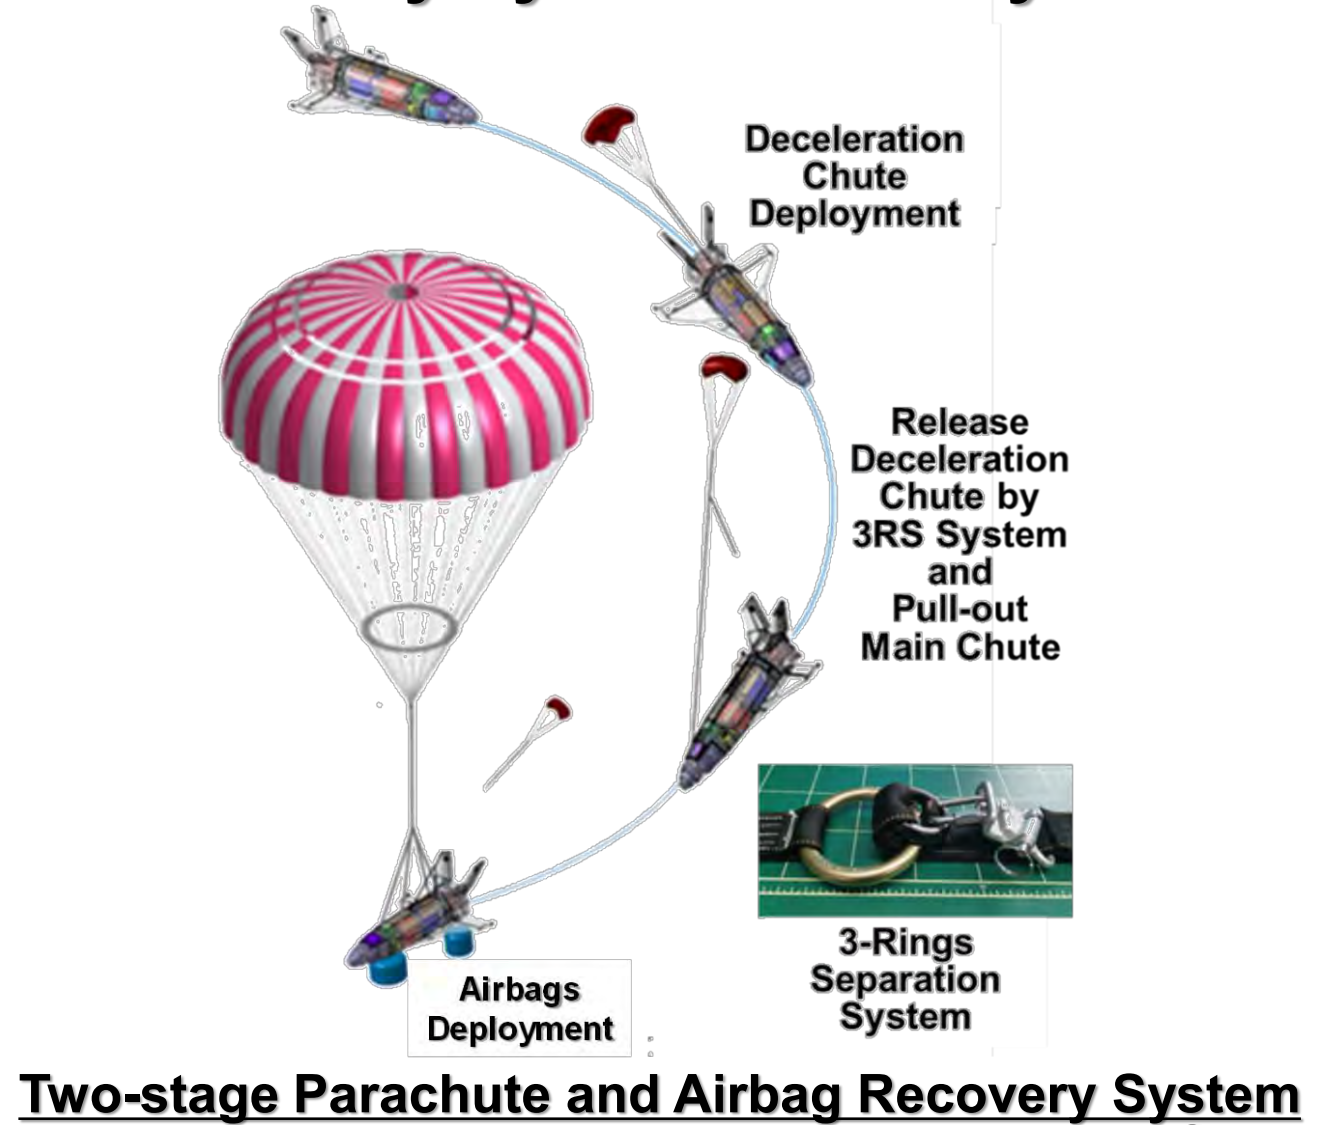 Deceleration
Chute
Deployment
Release
Deceleration
Chute by
3RS System
and
Pull-out
Main Chute
3-Rings
Separation
System
Airbags
Deployment
Two-stage Parachute and Airbag Recovery System